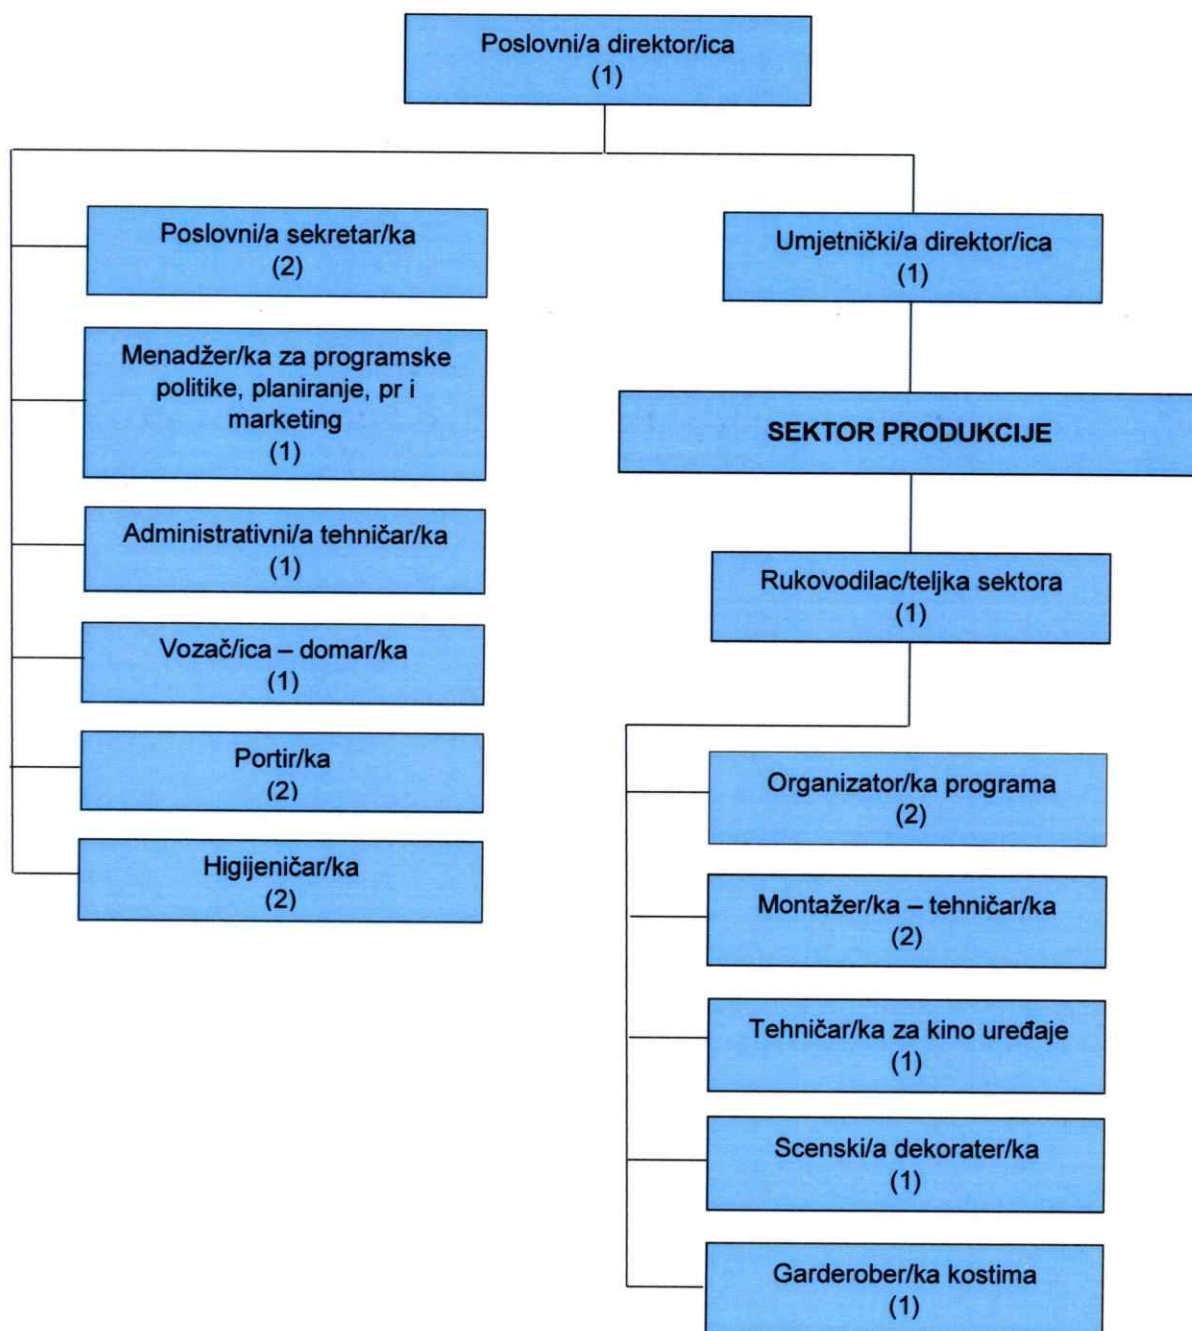 Poslovni/a direktor/ica
(1)
Poslovni/a sekretar/ka
(2)
Menadžer/ka za programske
politike, planiranje, pr i
marketing
(1)
Administrativni/a tehničar/ka
(1)
Vozač/ica – domar/ka
(1)
Portir/ka
(2)
Higijeničar/ka
(2)
Umjetnički/a direktor/ica
(1)
SEKTOR PRODUKCIJE
Rukovodilac/teljka sektora
(1)
Organizator/ka programa
(2)
Montažer/ka – tehničar/ka
(2)
Tehničar/ka za kino uređaje
(1)
Scenski/a dekorater/ka
(1)
Garderober/ka kostima
(1)